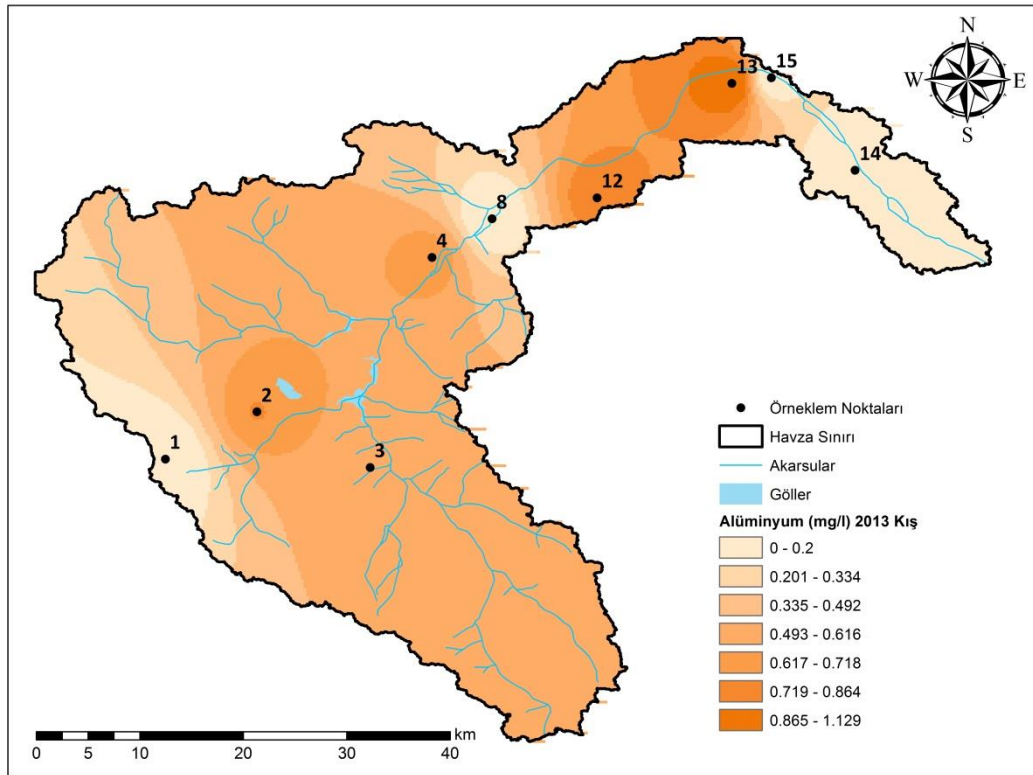 N
W E
S
13
15
14
12
8
4
2
1
3
Örneklem Noktaları
Havza Sınırı
Akarsular
Göller
Alüminyum (mg/l) 2013 Kış
0 - 0.2
0.201 - 0.334
0.335 - 0.492
0.493 - 0.616
0.617 - 0.718
0.719 - 0.864
0.865 - 1.129
km
0 5 10 20 30 40